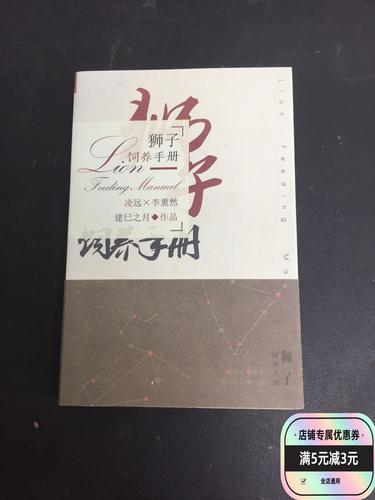 狮子
狮子
饲养手册
Lion
Feeding Manual
凌远×李熏然
建巳之月◆作品
饲养手册
Lion Feeding Ma
狮子
店铺专属优惠券
满5元减3元
全店通用